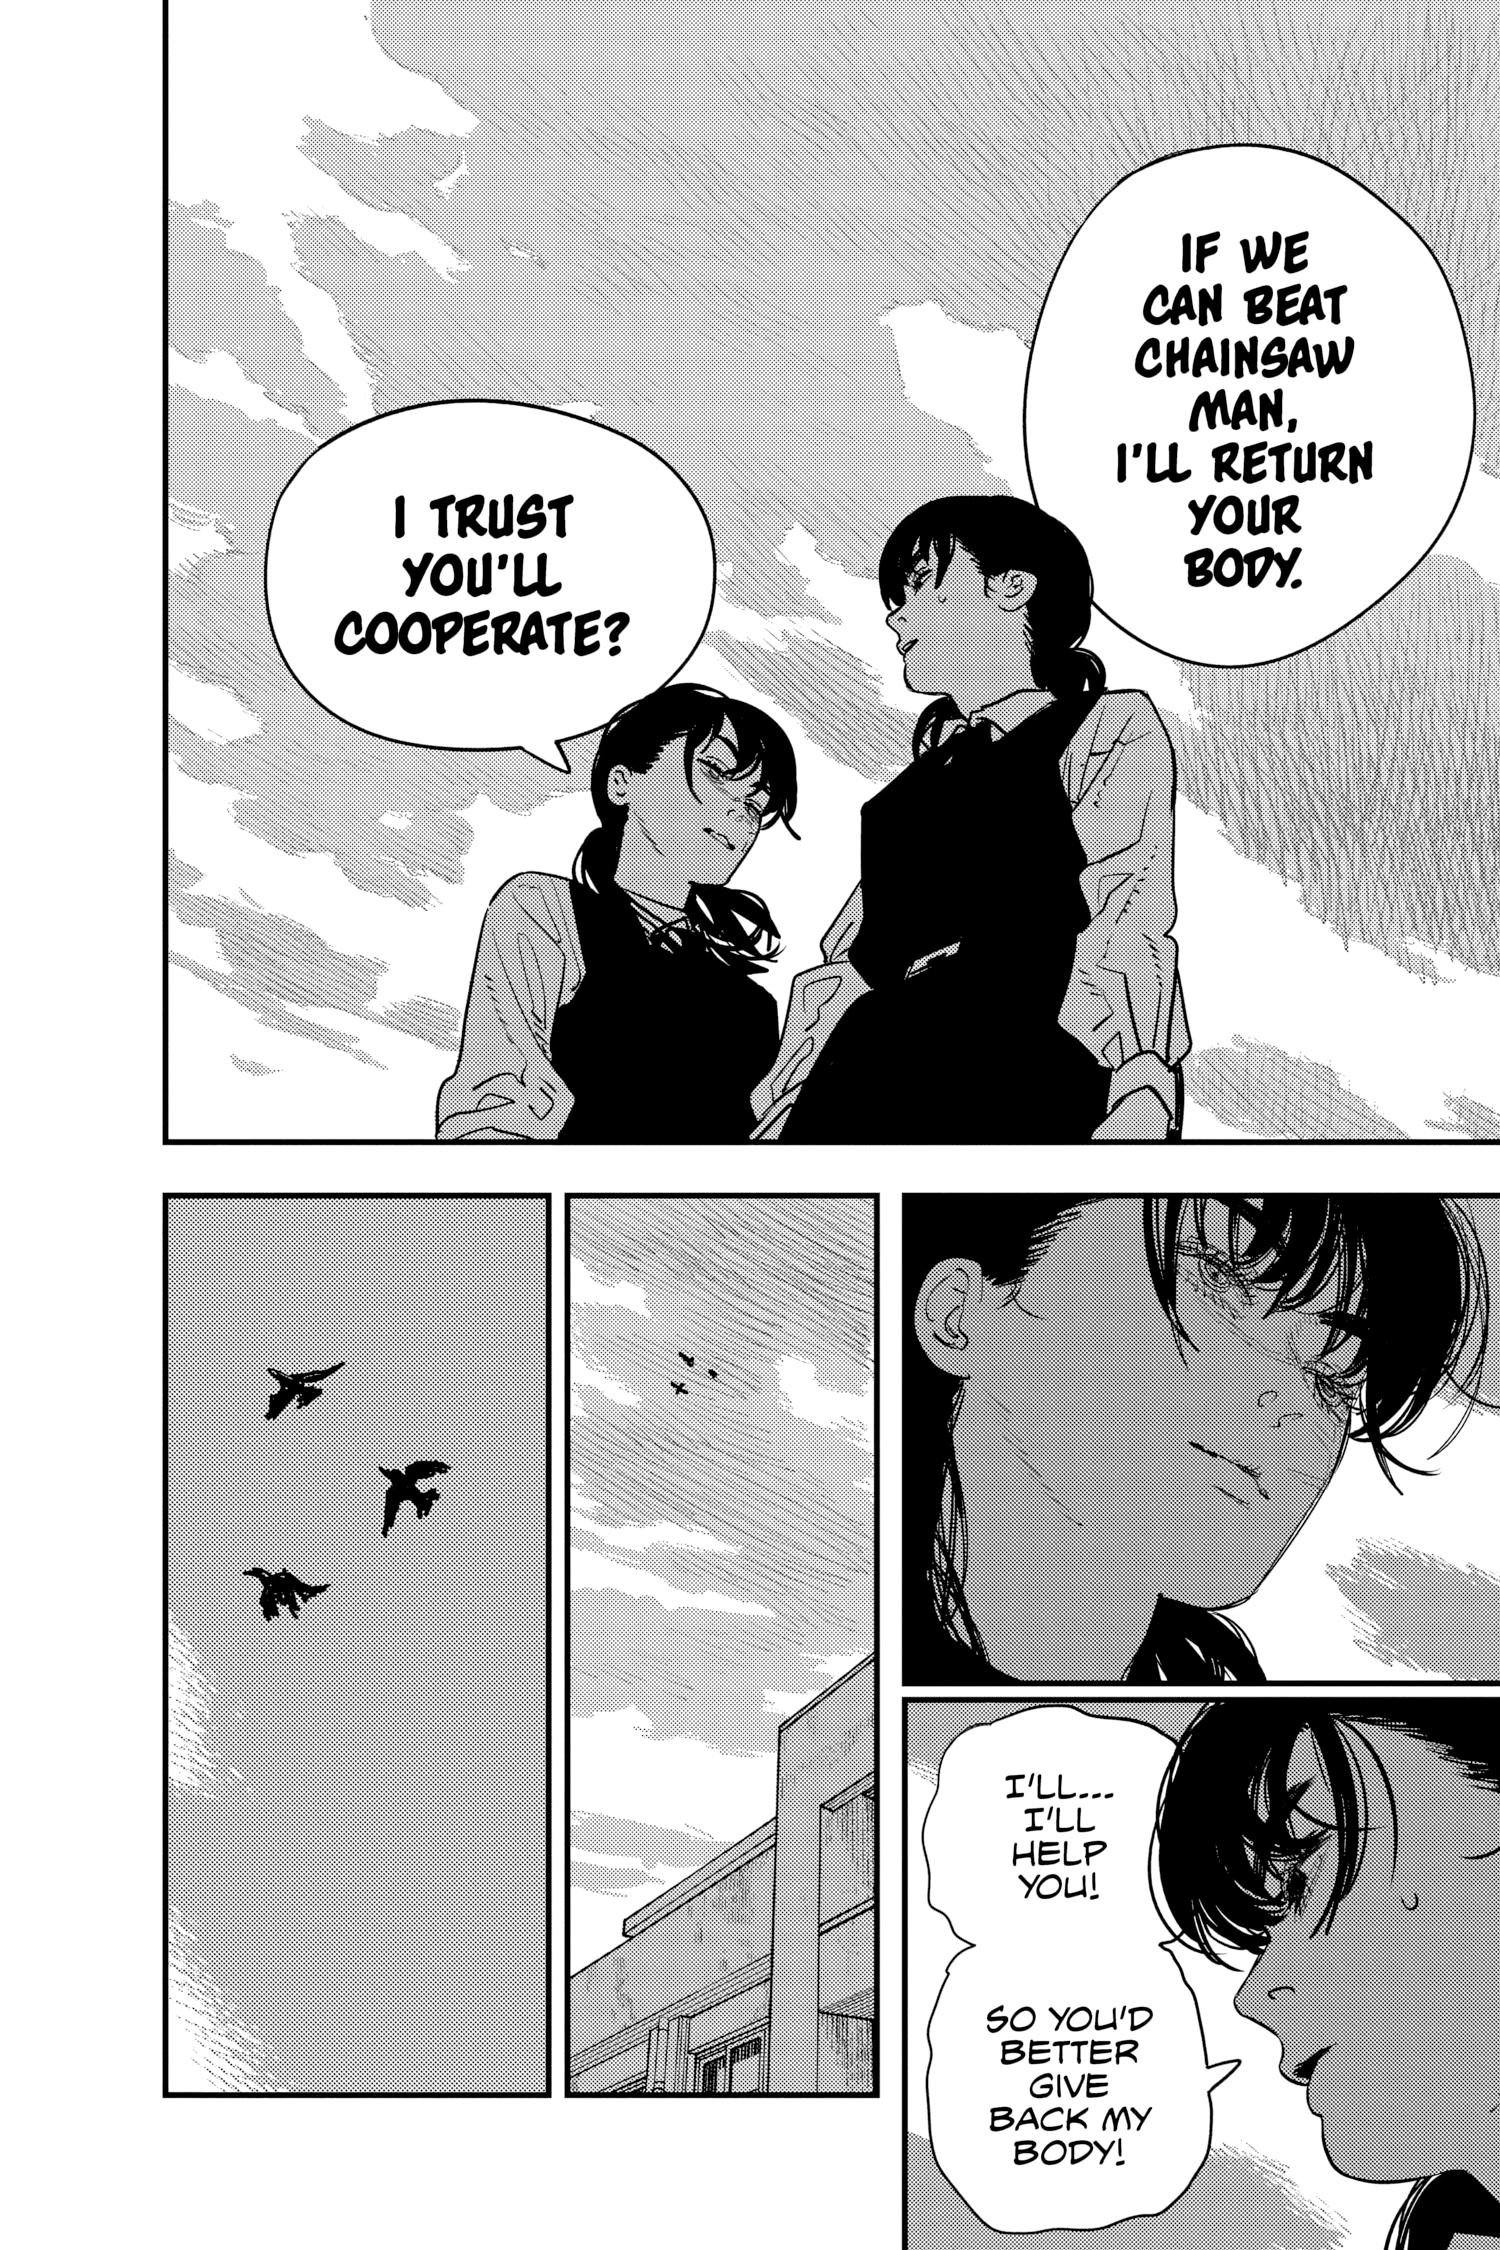 IF WE
CAN BEAT
CHAINSAW
MAN,
I'LL RETURN
YOUR
BODY.
I TRUST
YOU'LL
COOPERATE?
I'LL...
I'LL
HELP
YOU!
SO YOU'D
BETTER
GIVE
BACK MY
BODY!